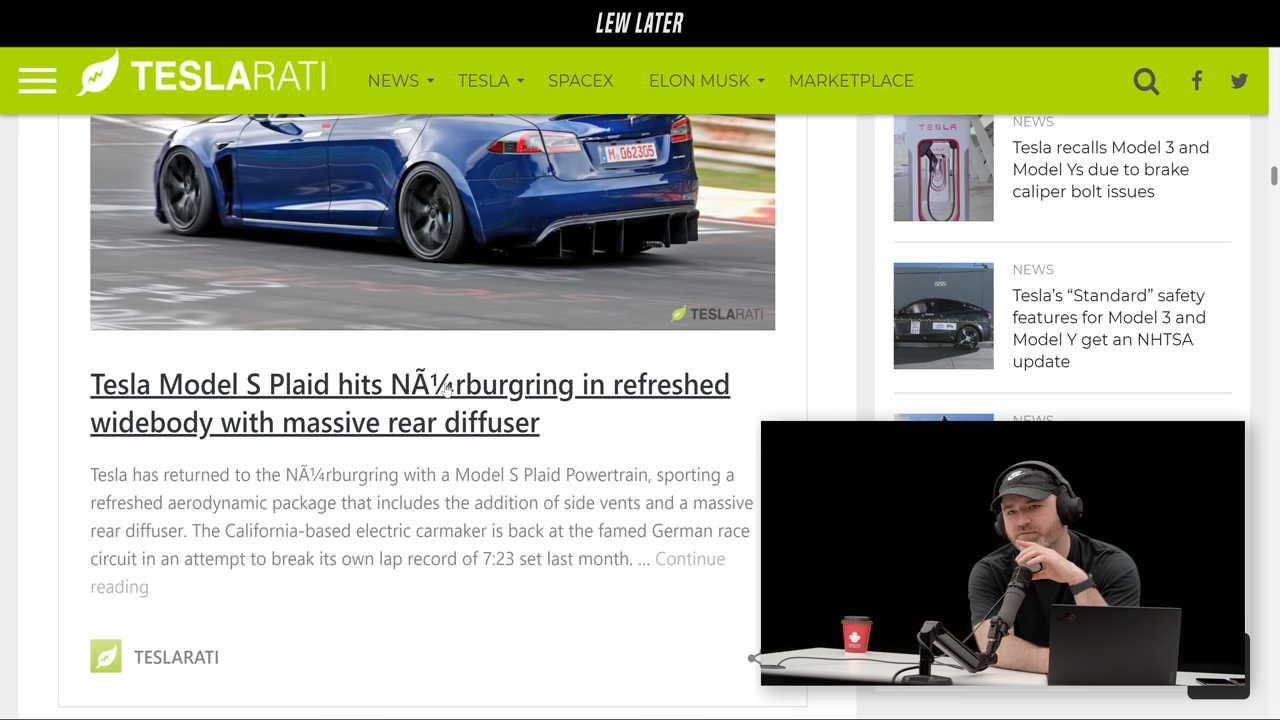 LEW LATER
TESLARATI
NEWS
TESLA
SPACEX
ELON MUSK
MARKETPLACE
M 062305
TESLARATI
Tesla Model S Plaid hits NÃ¼rburgring in refreshed
widebody with massive rear diffuser
Tesla has returned to the NÃ¼rburgring with a Model S Plaid Powertrain, sporting a
refreshed aerodynamic package that includes the addition of side vents and a massive
rear diffuser. The California-based electric carmaker is back at the famed German race
circuit in an attempt to break its own lap record of 7:23 set last month. ... Continue
reading
TESLARATI
TESLA
NEWS
Tesla recalls Model 3 and
Model Ys due to brake
caliper bolt issues
NEWS
Tesla’s “Standard” safety
features for Model 3 and
Model Y get an NHTSA
update
NEWS